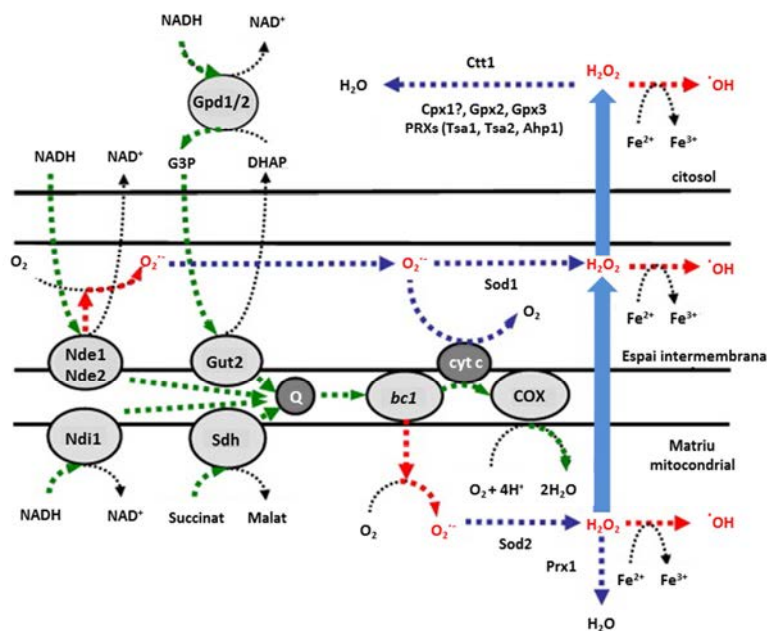 NADH NAD⁺
Gpd1/2
NADH NAD⁺ G3P DHAP
H₂O Ctt1 H₂O₂ ˙OH
Cpx1?, Gpx2, Gpx3
PRXs (Tsa1, Tsa2, Ahp1)
Fe²⁺ Fe³⁺
citosol
O₂ O₂˙⁻ O₂˙⁻ H₂O₂ ˙OH
Sod1
O₂ Fe²⁺ Fe³⁺
Espai intermembrana
Nde1
Nde2
Gut2 cyt c
Q bc1 COX
Ndi1 Sdh
Matriu
mitocondrial
NADH NAD⁺ Succinat Malat
O₂ + 4H⁺ 2H₂O
O₂ O₂˙⁻ Sod2 H₂O₂ ˙OH
Prx1 Fe²⁺ Fe³⁺
H₂O